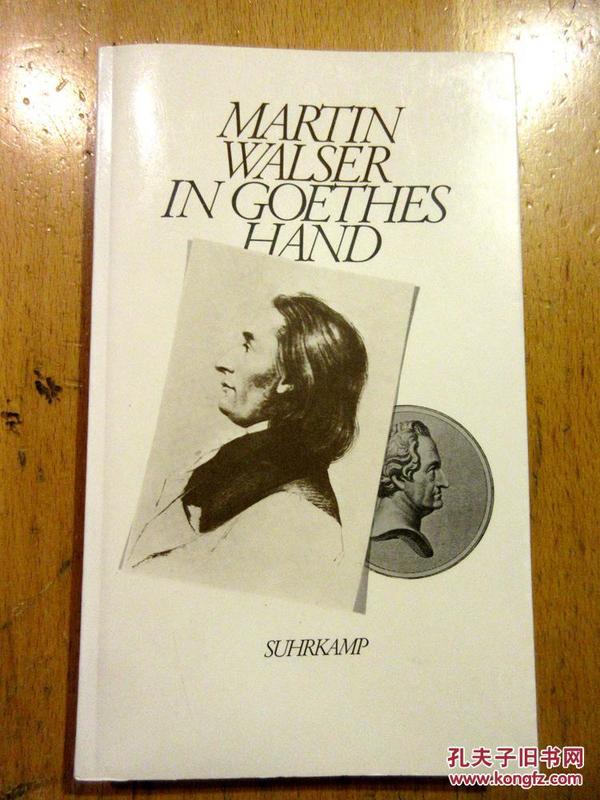 MARTIN
WALSER
IN GOETHES
HAND
SUHRKAMP
孔夫子旧书网
www.kongfz.com